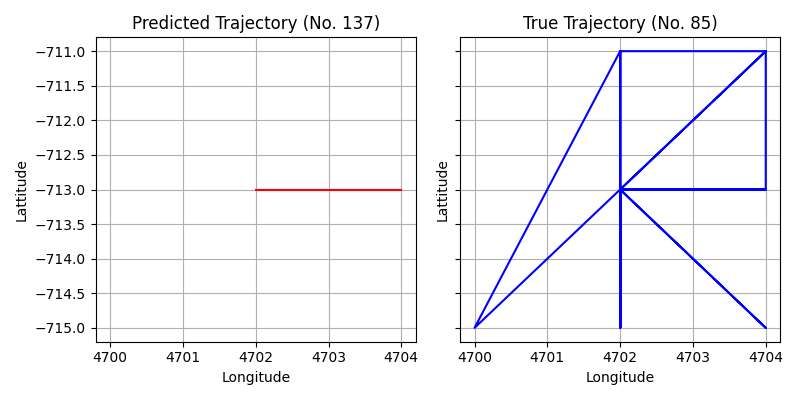 Predicted Trajectory (No. 137)
True Trajectory (No. 85)
−711.0
−711.5
−712.0
−712.5
−713.0
−713.5
−714.0
−714.5
−715.0
Lattitude
Lattitude
4700 4701 4702 4703 4704
4700 4701 4702 4703 4704
Longitude
Longitude